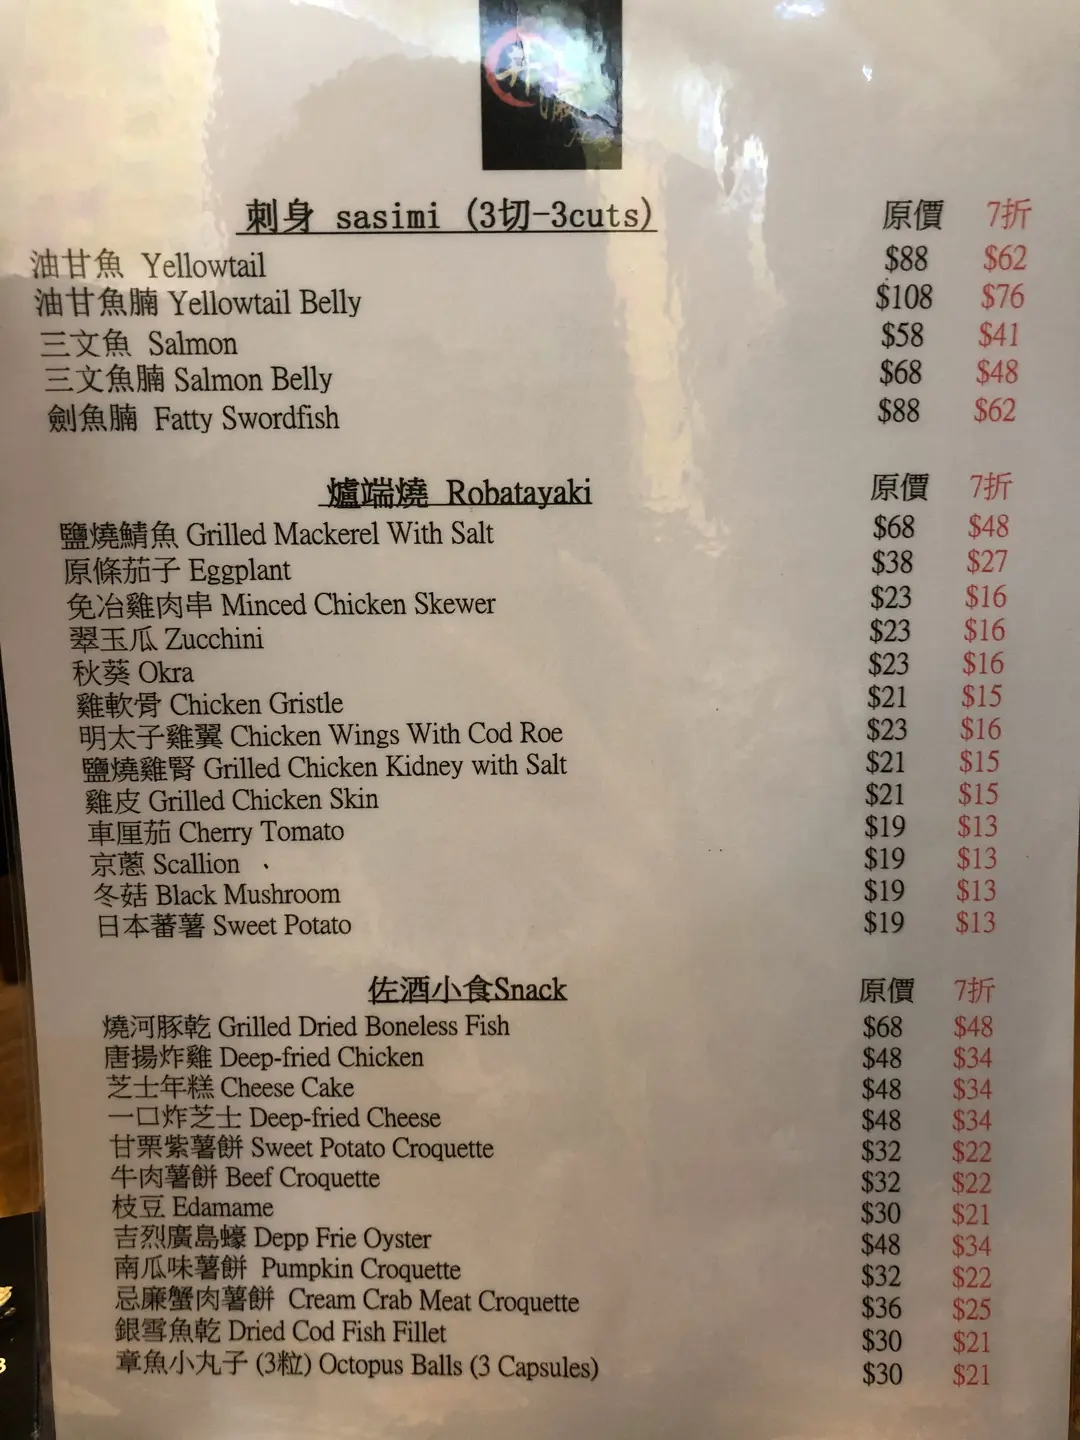 刺身 sasimi (3切-3cuts) 原價 7折
油甘魚 Yellowtail $88 $62
油甘魚腩 Yellowtail Belly $108 $76
三文魚 Salmon $58 $41
三文魚腩 Salmon Belly $68 $48
劍魚腩 Fatty Swordfish $88 $62
爐端燒 Robatayaki 原價 7折
鹽燒鯖魚 Grilled Mackerel With Salt $68 $48
原條茄子 Eggplant $38 $27
免冶雞肉串 Minced Chicken Skewer $23 $16
翠玉瓜 Zucchini $23 $16
秋葵 Okra $23 $16
雞軟骨 Chicken Gristle $21 $15
明太子雞翼 Chicken Wings With Cod Roe $23 $16
鹽燒雞腎 Grilled Chicken Kidney with Salt $21 $15
雞皮 Grilled Chicken Skin $21 $15
車厘茄 Cherry Tomato $19 $13
京蔥 Scallion 、 $19 $13
冬菇 Black Mushroom $19 $13
日本蕃薯 Sweet Potato $19 $13
佐酒小食Snack 原價 7折
燒河豚乾 Grilled Dried Boneless Fish $68 $48
唐揚炸雞 Deep-fried Chicken $48 $34
芝士年糕 Cheese Cake $48 $34
一口炸芝士 Deep-fried Cheese $48 $34
甘栗紫薯餅 Sweet Potato Croquette $32 $22
牛肉薯餅 Beef Croquette $32 $22
枝豆 Edamame $30 $21
吉烈廣島蠔 Depp Frie Oyster $48 $34
南瓜味薯餅 Pumpkin Croquette $32 $22
忌廉蟹肉薯餅 Cream Crab Meat Croquette $36 $25
銀雪魚乾 Dried Cod Fish Fillet $30 $21
章魚小丸子 (3粒) Octopus Balls (3 Capsules) $30 $21